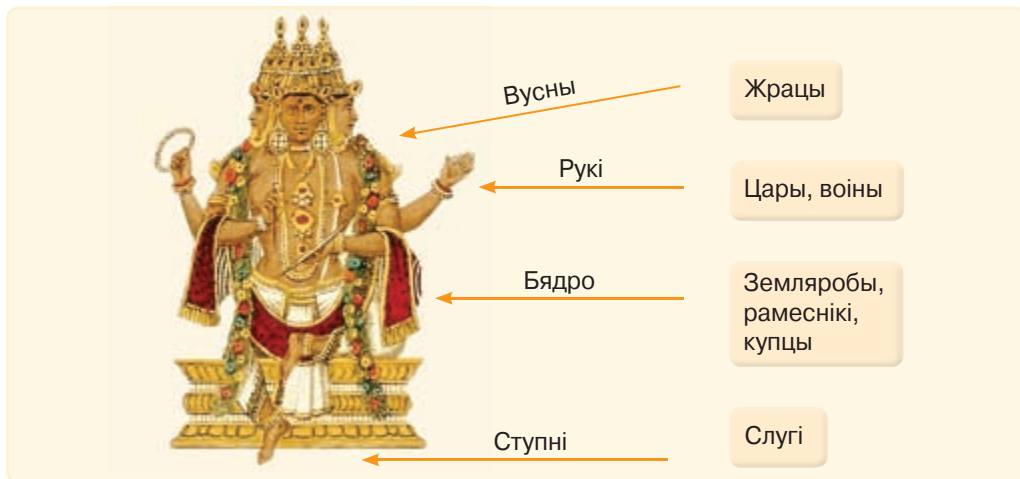 Вусны
Жрацы
Рукі
Цары, воіны
Бядро
Земляробы,
рамеснікі,
купцы
Ступні
Слугі